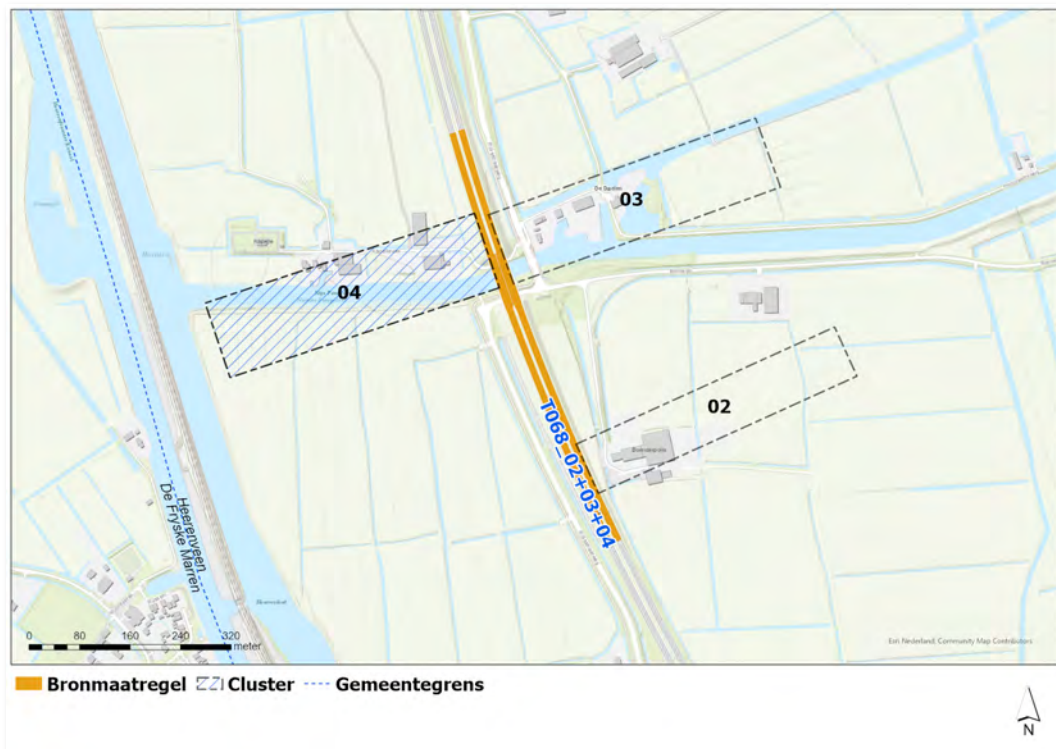 03
04
02
T068_02+03+04
Heerenveen
De Fryske Marren
0 80 160 240 320
meter
Esri Nederland, Community Map Contributors
Bronmaatregel Cluster Gemeentegrens
N